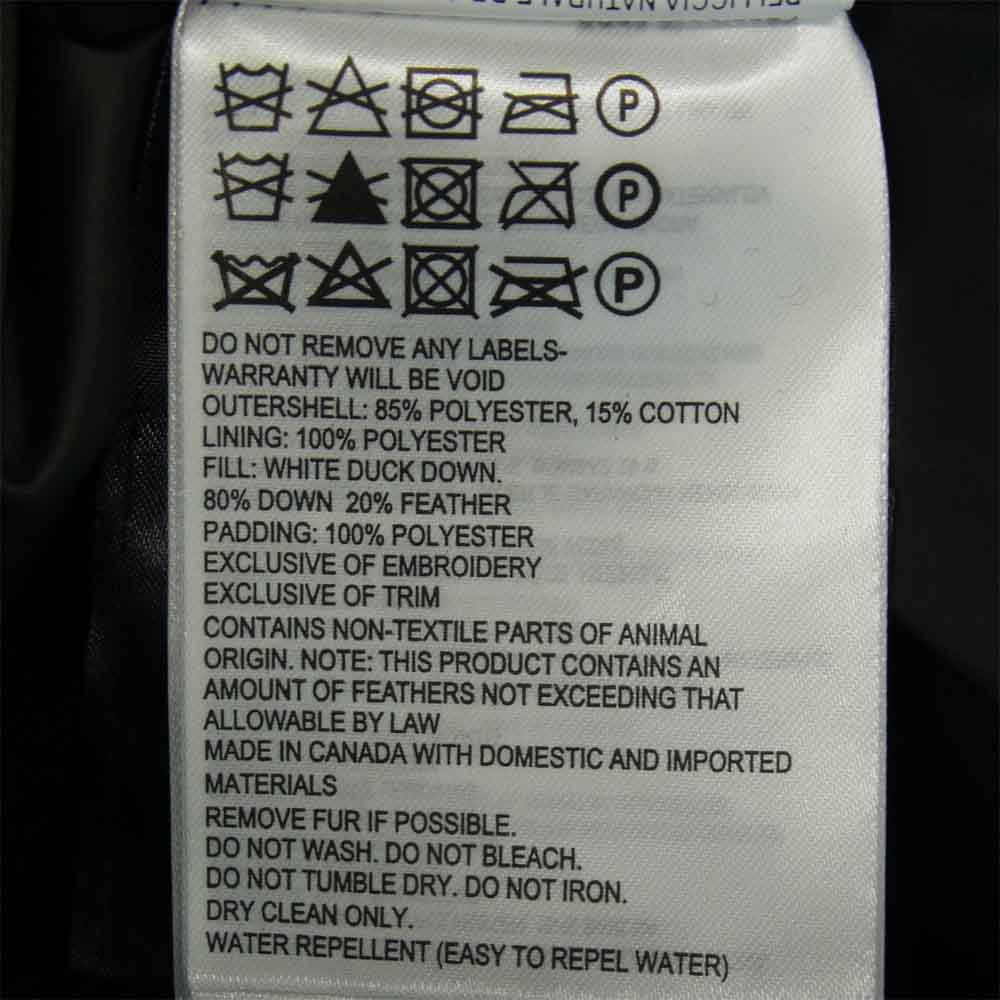 P
P
P
DO NOT REMOVE ANY LABELS-
WARRANTY WILL BE VOID
OUTERSHELL: 85% POLYESTER, 15% COTTON
LINING: 100% POLYESTER
FILL: WHITE DUCK DOWN.
80% DOWN 20% FEATHER
PADDING: 100% POLYESTER
EXCLUSIVE OF EMBROIDERY
EXCLUSIVE OF TRIM
CONTAINS NON-TEXTILE PARTS OF ANIMAL
ORIGIN. NOTE: THIS PRODUCT CONTAINS AN
AMOUNT OF FEATHERS NOT EXCEEDING THAT
ALLOWABLE BY LAW
MADE IN CANADA WITH DOMESTIC AND IMPORTED
MATERIALS
REMOVE FUR IF POSSIBLE.
DO NOT WASH. DO NOT BLEACH.
DO NOT TUMBLE DRY. DO NOT IRON.
DRY CLEAN ONLY.
WATER REPELLENT (EASY TO REPEL WATER)